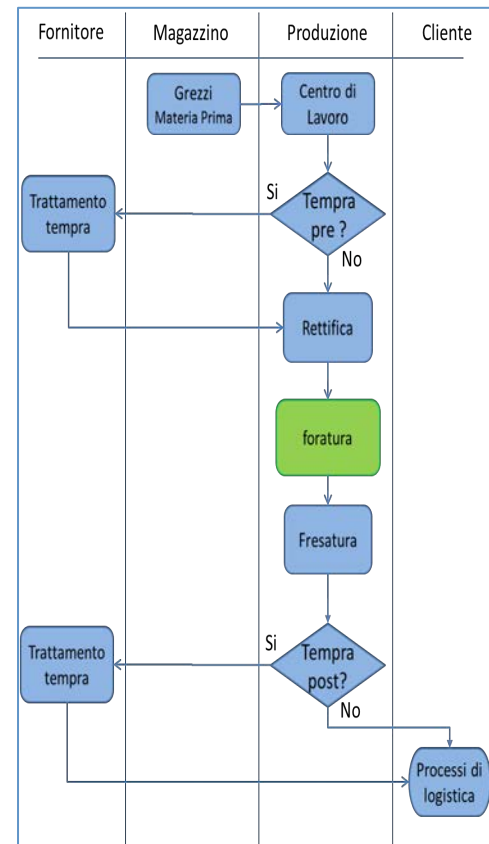 Fornitore
Magazzino
Produzione
Cliente
Grezzi
Materia Prima
Centro di
Lavoro
Si
Trattamento
tempra
Tempra
pre ?
No
Rettifica
foratura
Fresatura
Si
Trattamento
tempra
Tempra
post?
No
Processi di
logistica